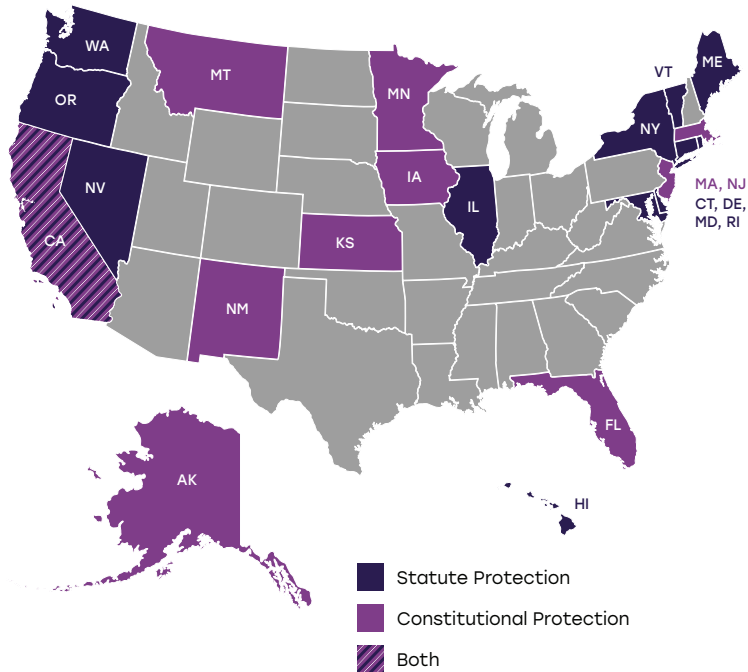 WA
MT
VT
ME
OR
MN
NY
NV
IA
MA, NJ
IL
CT, DE,
MD, RI
CA
KS
NM
FL
AK
HI
Statute Protection
Constitutional Protection
Both